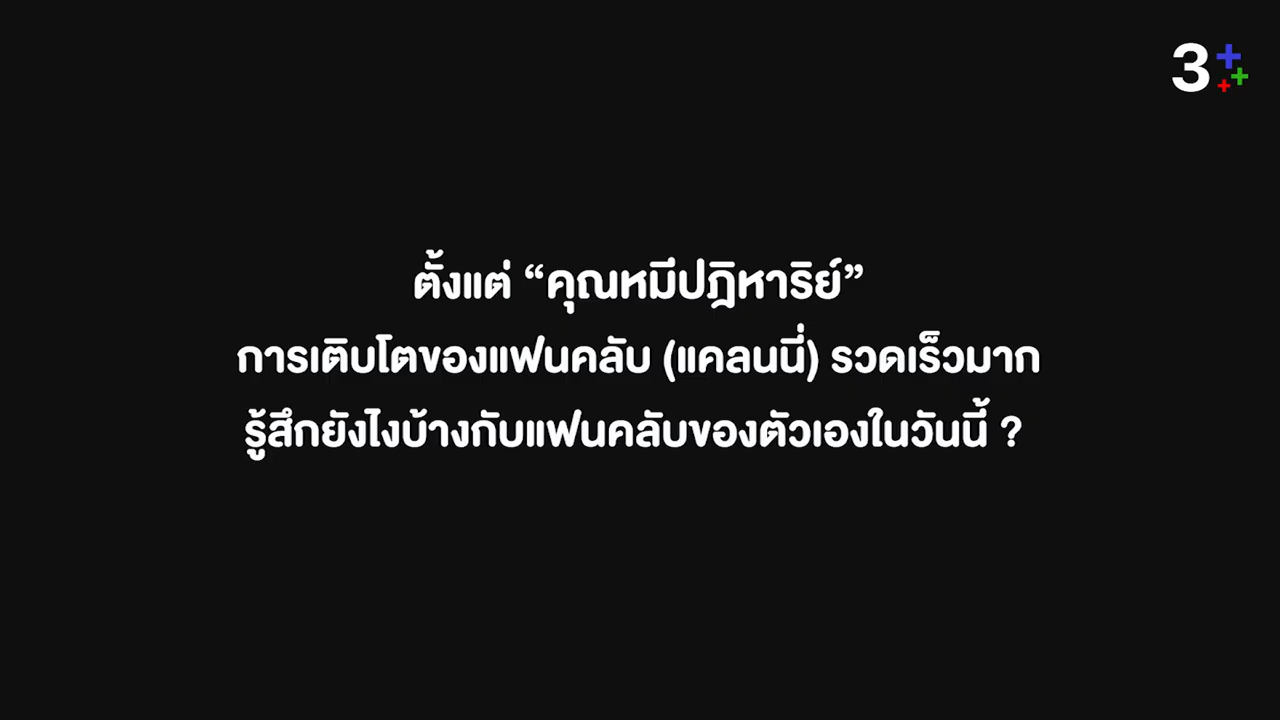 3+
ตั้งแต่ “คุณหมีปฏิหาริย์”
การเติบโตของแฟนคลับ (แคลนนี่) รวดเร็วมาก
รู้สึกยังไงบ้างกับแฟนคลับของตัวเองในวันนี้ ?